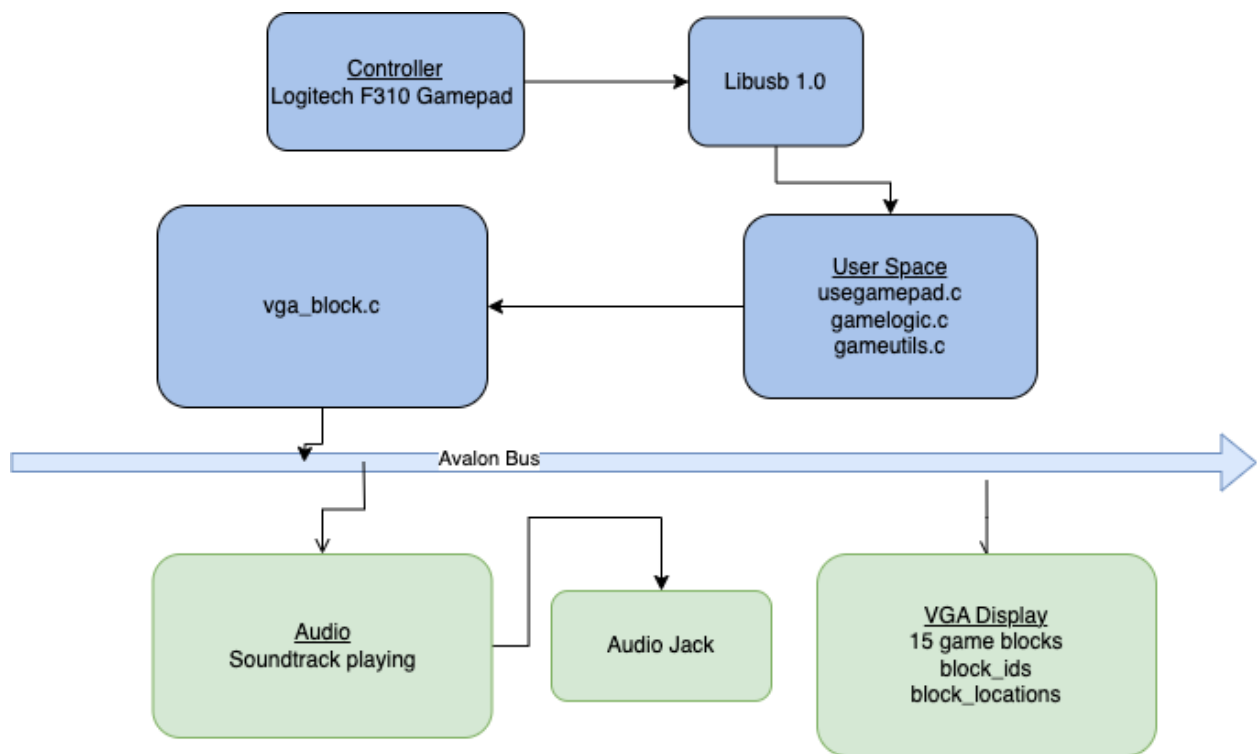 Controller
Logitech F310 Gamepad
Libusb 1.0
vga_block.c
User Space
usegamepad.c
gamelogic.c
gameutils.c
Avalon Bus
Audio
Soundtrack playing
Audio Jack
VGA Display
15 game blocks
block_ids
block_locations